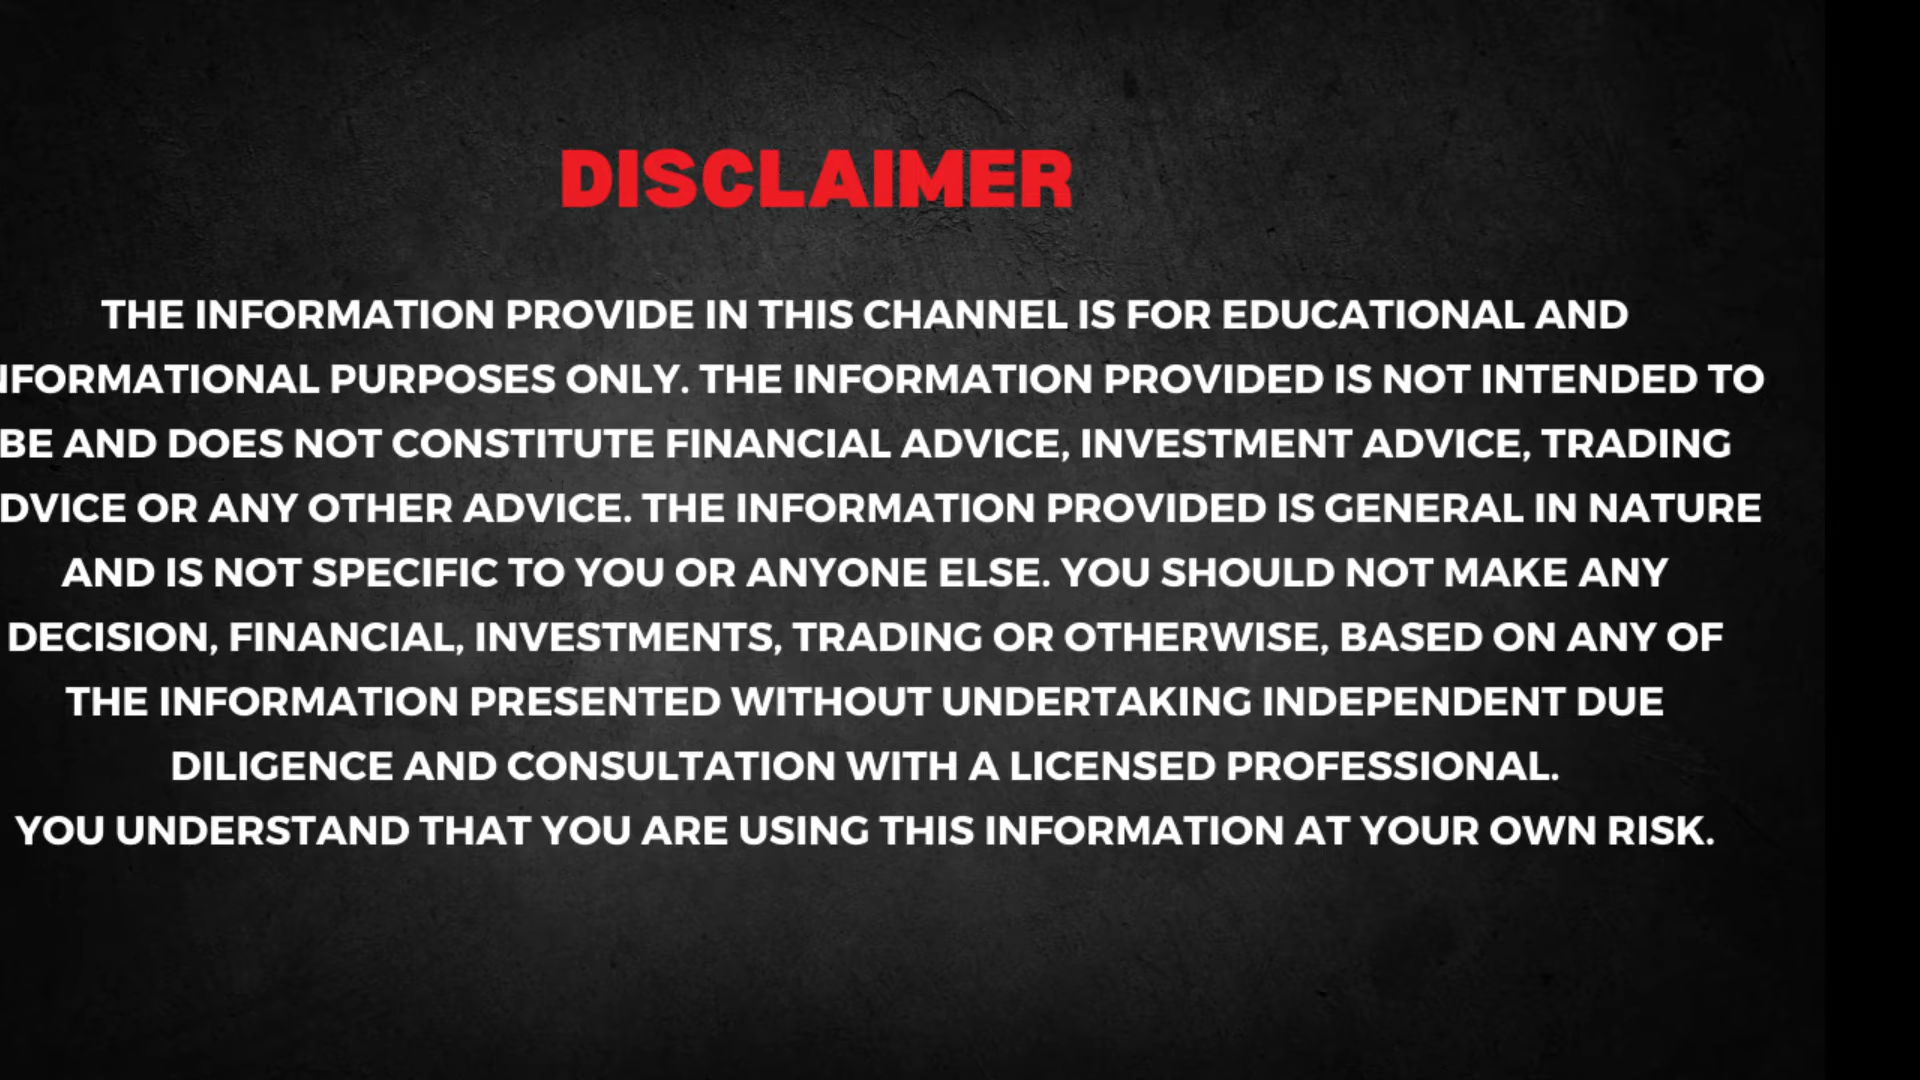 DISCLAIMER
THE INFORMATION PROVIDE IN THIS CHANNEL IS FOR EDUCATIONAL AND
NFORMATIONAL PURPOSES ONLY. THE INFORMATION PROVIDED IS NOT INTENDED TO
BE AND DOES NOT CONSTITUTE FINANCIAL ADVICE, INVESTMENT ADVICE, TRADING
DVICE OR ANY OTHER ADVICE. THE INFORMATION PROVIDED IS GENERAL IN NATURE
AND IS NOT SPECIFIC TO YOU OR ANYONE ELSE. YOU SHOULD NOT MAKE ANY
DECISION, FINANCIAL, INVESTMENTS, TRADING OR OTHERWISE, BASED ON ANY OF
THE INFORMATION PRESENTED WITHOUT UNDERTAKING INDEPENDENT DUE
DILIGENCE AND CONSULTATION WITH A LICENSED PROFESSIONAL.
YOU UNDERSTAND THAT YOU ARE USING THIS INFORMATION AT YOUR OWN RISK.